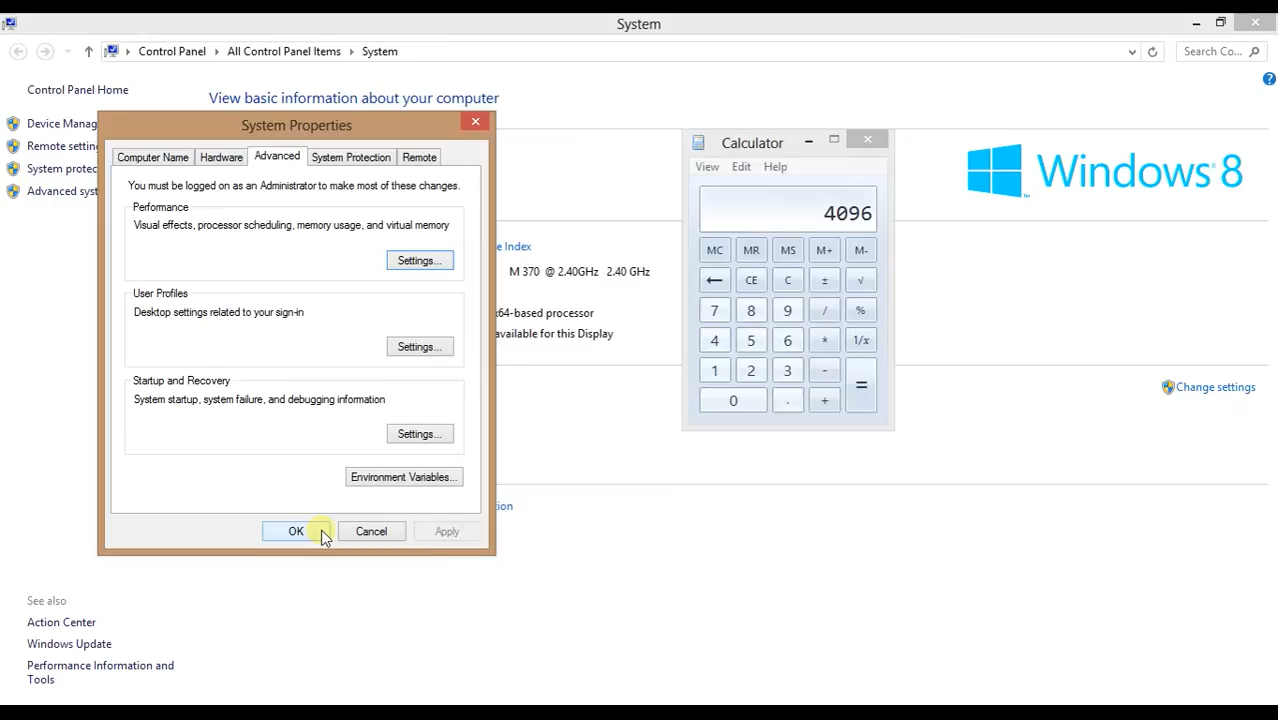 System
Control Panel All Control Panel Items System
Search Co...
Control Panel Home
View basic information about your computer
Device Manag
Remote settin
System protec
Advanced syst
System Properties
Computer Name Hardware Advanced System Protection Remote
You must be logged on as an Administrator to make most of these changes.
Performance
Visual effects, processor scheduling, memory usage, and virtual memory
Settings...
User Profiles
Desktop settings related to your sign-in
Settings...
Startup and Recovery
System startup, system failure, and debugging information
Settings...
Environment Variables...
OK Cancel Apply
e Index
M 370 @ 2.40GHz 2.40 GHz
x64-based processor
available for this Display
tion
Calculator
View Edit Help
4096
MC MR MS M+ M-
← CE C ± √
7 8 9 / %
4 5 6 * 1/x
1 2 3 - =
0 . +
Windows 8
Change settings
See also
Action Center
Windows Update
Performance Information and
Tools